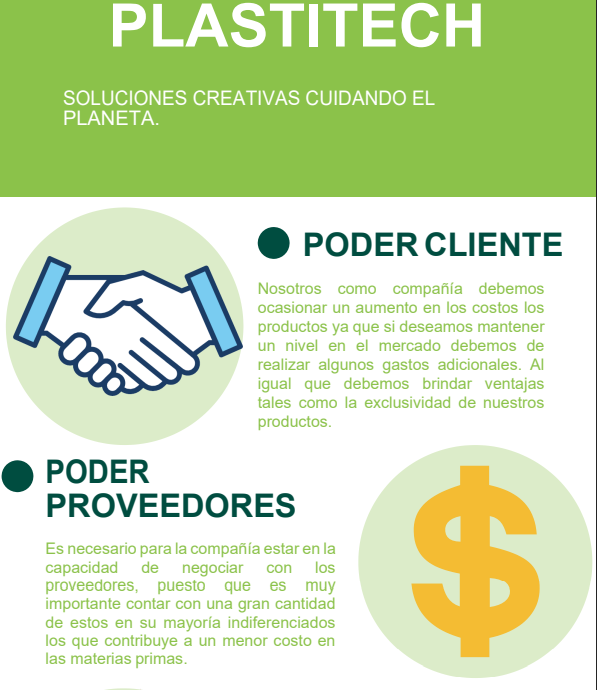 PLASTITECH
SOLUCIONES CREATIVAS CUIDANDO EL
PLANETA.
PODER CLIENTE
Nosotros como compañía debemos
ocasionar un aumento en los costos los
productos ya que si deseamos mantener
un nivel en el mercado debemos de
realizar algunos gastos adicionales. Al
igual que debemos brindar ventajas
tales como la exclusividad de nuestros
productos.
PODER
PROVEEDORES
Es necesario para la compañía estar en la
capacidad de negociar con los
proveedores, puesto que es muy
importante contar con una gran cantidad
de estos en su mayoría indiferenciados
los que contribuye a un menor costo en
las materias primas.
$